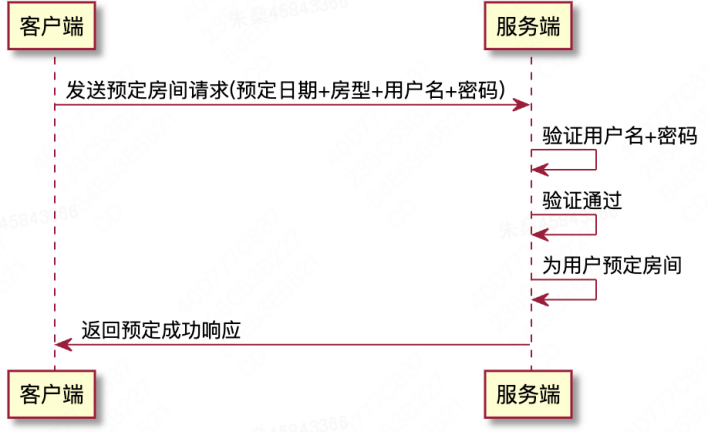 客户端
服务端
发送预定房间请求(预定日期+房型+用户名+密码)
验证用户名+密码
验证通过
为用户预定房间
返回预定成功响应
客户端
服务端